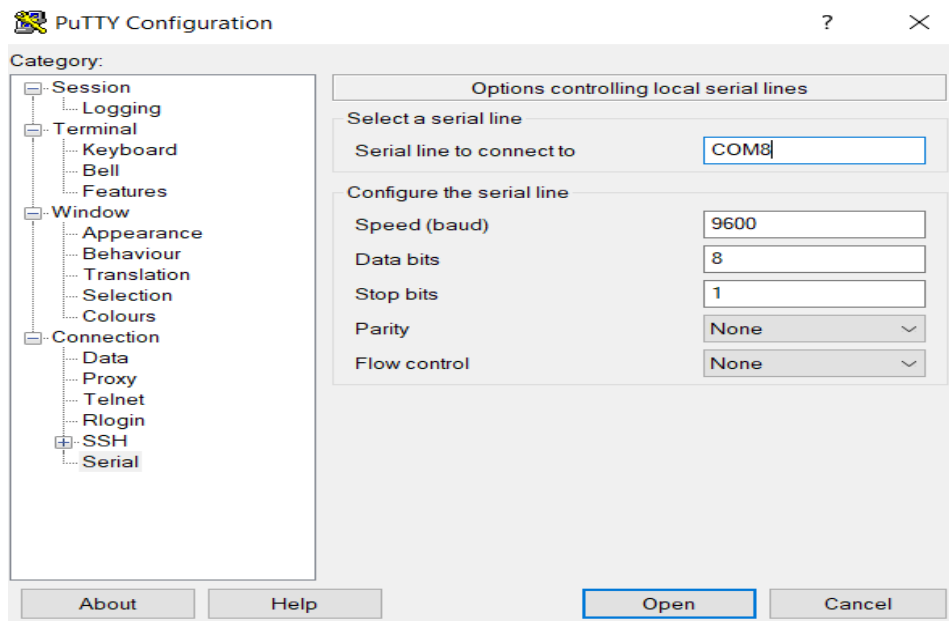 PuTTY Configuration
?
Category:
Session
Logging
Terminal
Keyboard
Bell
Features
Window
Appearance
Behaviour
Translation
Selection
Colours
Connection
Data
Proxy
Telnet
Rlogin
SSH
Serial
Options controlling local serial lines
Select a serial line
Serial line to connect to COM8
Configure the serial line
Speed (baud) 9600
Data bits 8
Stop bits 1
Parity None
Flow control None
About Help Open Cancel